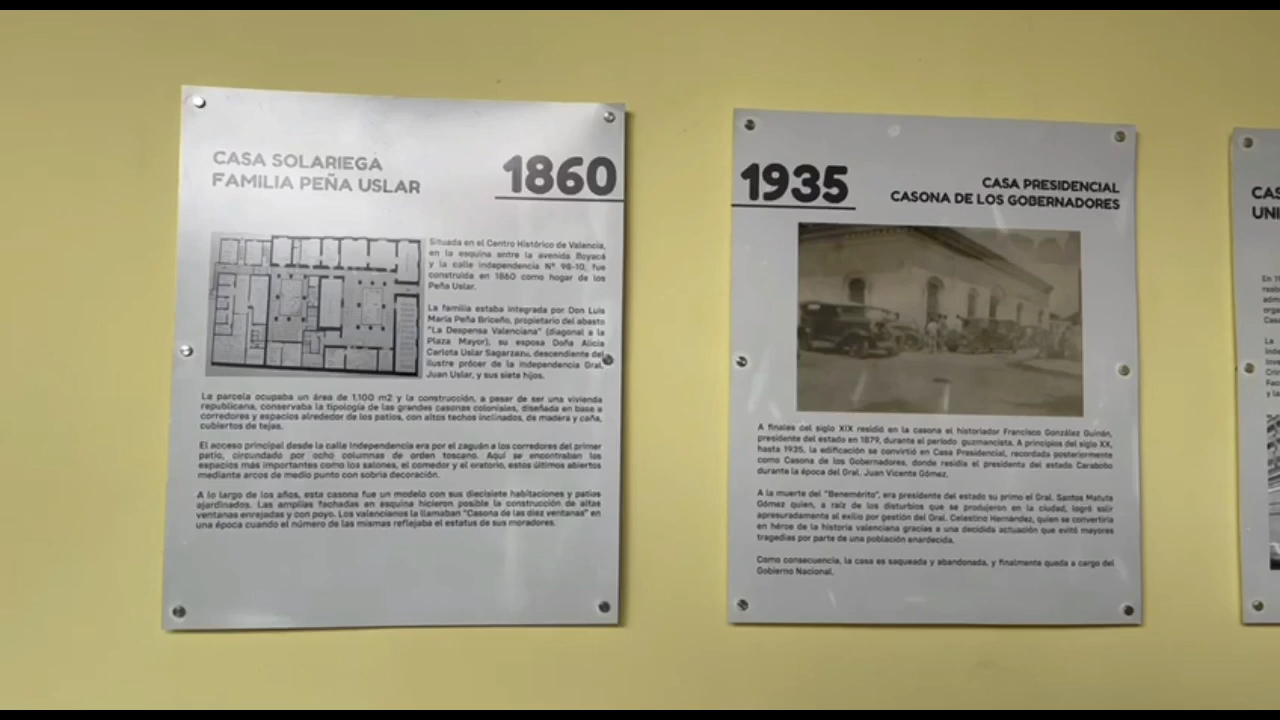 CASA SOLARIEGA
FAMILIA PEÑA USLAR
1860
Situada en el Centro Histórico de Valencia,
en la esquina entre la avenida Boyacá
y la calle Independencia N° 98-10, fue
construida en 1860 como hogar de los
Peña Uslar.
La familia estaba integrada por Don Luis
María Peña Briceño, propietario del abasto
"La Despensa Valenciana" (diagonal a la
Plaza Mayor), su esposa Doña Alicia
Carlota Uslar Sagarzazu, descendiente del
ilustre prócer de la Independencia Gral.
Juan Uslar, y sus siete hijos.
La parcela ocupaba un área de 1.100 m2 y la construcción, a pesar de ser una vivienda
republicana, conservaba la tipología de las grandes casonas coloniales, diseñada en base a
corredores y espacios alrededor de los patios, con altos techos inclinados, de madera y caña,
cubiertos de tejas.
El acceso principal desde la calle Independencia era por el zaguán a los corredores del primer
patio, circundado por ocho columnas de orden toscano. Aquí se encontraban los
espacios más importantes como los salones, el comedor y el oratorio, estos últimos abiertos
mediante arcos de medio punto con sobria decoración.
A lo largo de los años, esta casona fue un modelo con sus diecisiete habitaciones y patios
ajardinados. Las amplias fachadas en esquina hicieron posible la construcción de altas
ventanas enrejadas y con poyo. Los valencianos la llamaban "Casona de las diez ventanas" en
una época cuando el número de las mismas reflejaba el estatus de sus moradores.
1935
CASA PRESIDENCIAL
CASONA DE LOS GOBERNADORES
A finales del siglo XIX residió en la casona el historiador Francisco González Guinán,
presidente del estado en 1879, durante el período guzmancista. A principios del siglo XX,
hasta 1935, la edificación se convirtió en Casa Presidencial, recordada posteriormente
como Casona de los Gobernadores, donde residía el presidente del estado Carabobo
durante la época del Gral. Juan Vicente Gómez.
A la muerte del "Benemérito", era presidente del estado su primo el Gral. Santos Matute
Gómez quien, a raíz de los disturbios que se produjeron en la ciudad, logró salir
apresuradamente al exilio por gestión del Gral. Celestino Hernández, quien se convertiría
en héroe de la historia valenciana gracias a una decidida actuación que evitó mayores
tragedias por parte de una población enardecida.
Como consecuencia, la casa es saqueada y abandonada, y finalmente queda a cargo del
Gobierno Nacional.
CAS
UNI
La